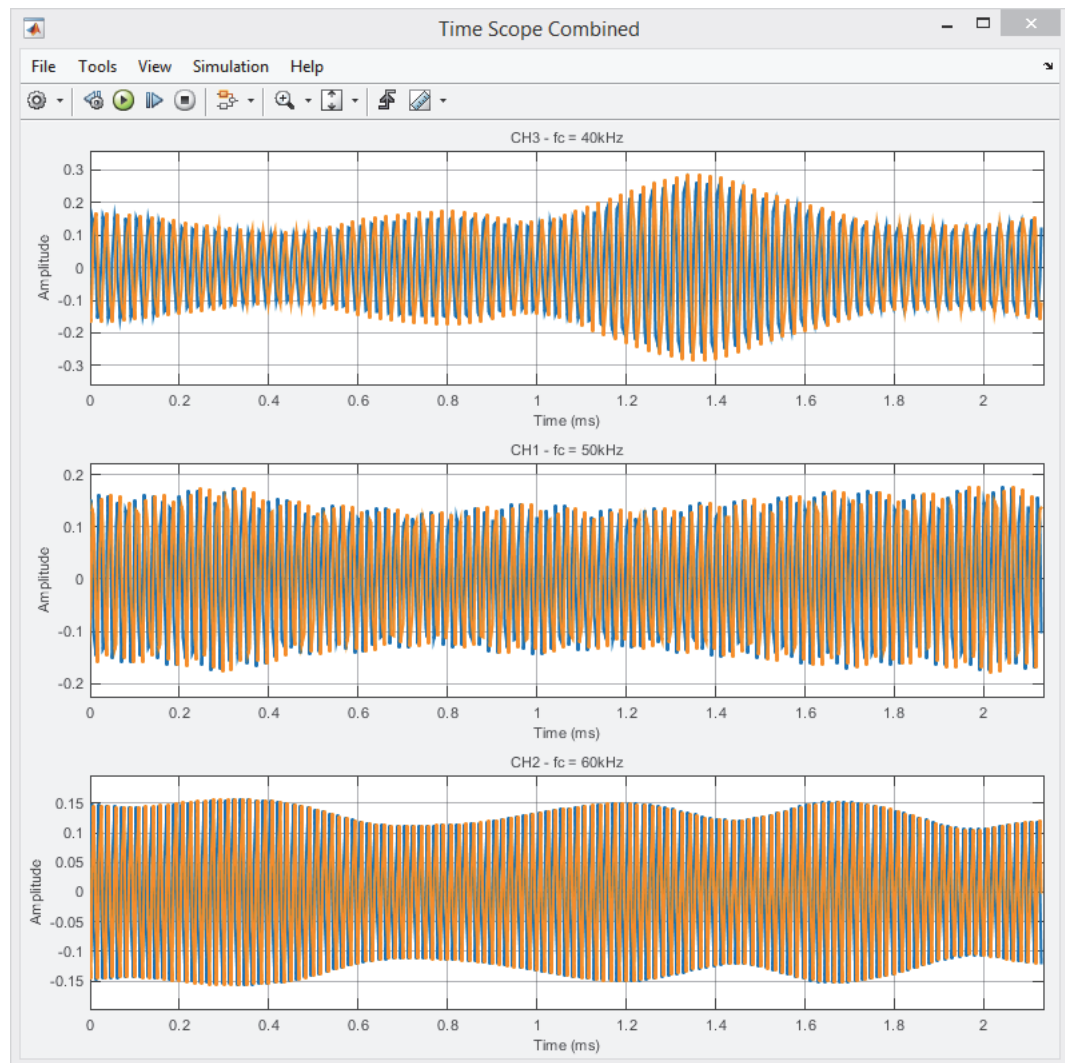 Time Scope Combined
File Tools View Simulation Help
CH3 - fc = 40kHz
0.3
0.2
0.1
0
-0.1
-0.2
-0.3
Amplitude
0 0.2 0.4 0.6 0.8 1 1.2 1.4 1.6 1.8 2
Time (ms)
CH1 - fc = 50kHz
0.2
0.1
0
-0.1
-0.2
Amplitude
0 0.2 0.4 0.6 0.8 1 1.2 1.4 1.6 1.8 2
Time (ms)
CH2 - fc = 60kHz
0.15
0.1
0.05
0
-0.05
-0.1
-0.15
Amplitude
0 0.2 0.4 0.6 0.8 1 1.2 1.4 1.6 1.8 2
Time (ms)